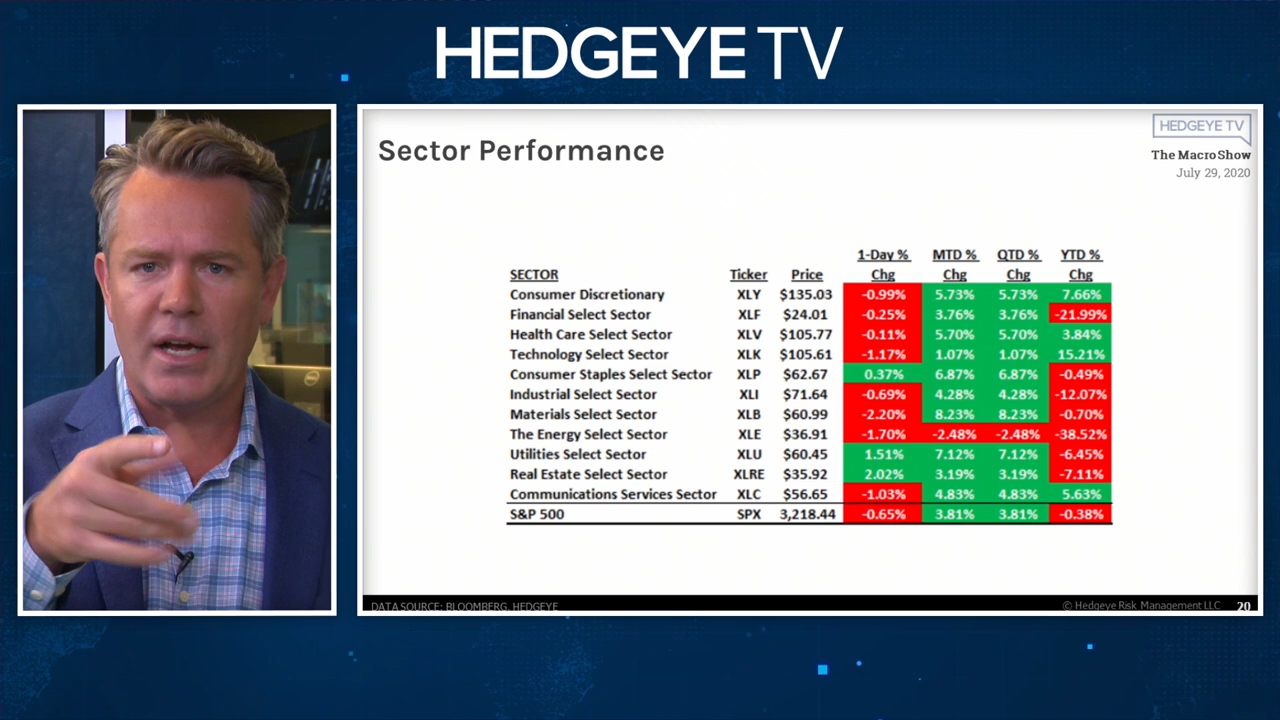 HEDGEYE TV
HEDGEYE TV
Sector Performance
The Macro Show
July 29, 2020
1-Day % MTD % QTD % YTD %
SECTOR Ticker Price Chg Chg Chg Chg
Consumer Discretionary XLY $135.03 -0.99% 5.73% 5.73% 7.66%
Financial Select Sector XLF $24.01 -0.25% 3.76% 3.76% -21.99%
Health Care Select Sector XLV $105.77 -0.11% 5.70% 5.70% 3.84%
Technology Select Sector XLK $105.61 -1.17% 1.07% 1.07% 15.21%
Consumer Staples Select Sector XLP $62.67 0.37% 6.87% 6.87% -0.49%
Industrial Select Sector XLI $71.64 -0.69% 4.28% 4.28% -12.07%
Materials Select Sector XLB $60.99 -2.20% 8.23% 8.23% -0.70%
The Energy Select Sector XLE $36.91 -1.70% -2.48% -2.48% -38.52%
Utilities Select Sector XLU $60.45 1.51% 7.12% 7.12% -6.45%
Real Estate Select Sector XLRE $35.92 2.02% 3.19% 3.19% -7.11%
Communications Services Sector XLC $56.65 -1.03% 4.83% 4.83% 5.63%
S&P 500 SPX 3,218.44 -0.65% 3.81% 3.81% -0.38%
DATA SOURCE: BLOOMBERG, HEDGEYE
© Hedgeye Risk Management LLC 20